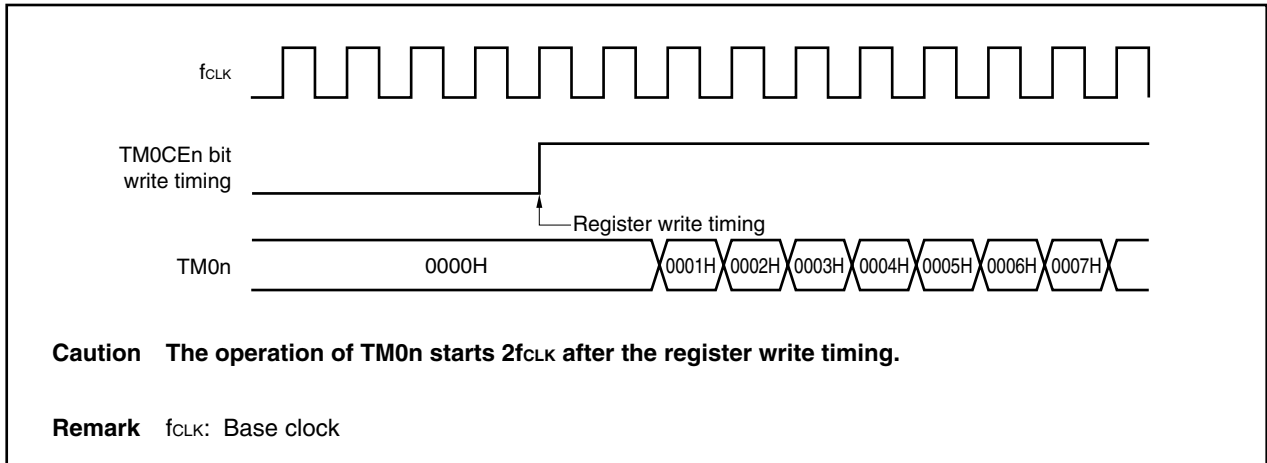 fCLK
TM0CEn bit
write timing
Register write timing
TM0n
0000H 0001H 0002H 0003H 0004H 0005H 0006H 0007H
Caution The operation of TM0n starts 2fCLK after the register write timing.
Remark fCLK: Base clock